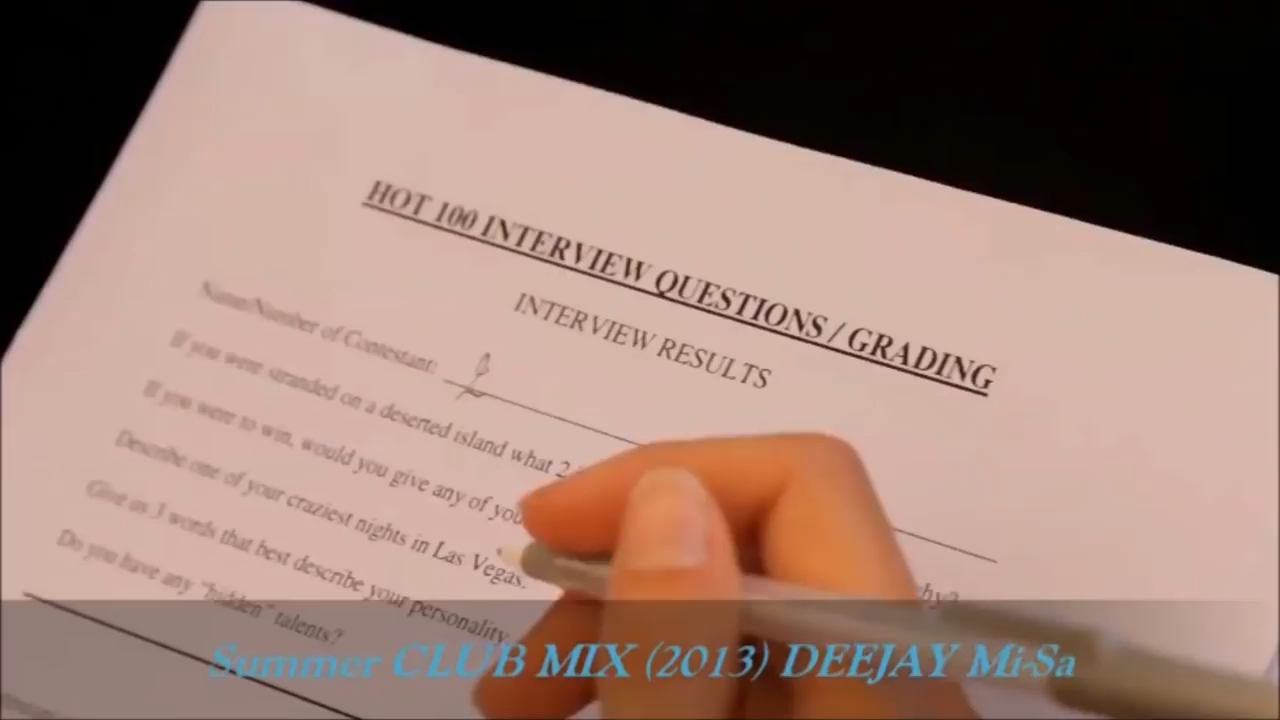 HOT 100 INTERVIEW QUESTIONS / GRADING
INTERVIEW RESULTS
Name/Number of Contestant:
If you were stranded on a deserted island what 2
If you were to win, would you give any of you
Describe one of your craziest nights in Las Vegas.
Give us 3 words that best describe your personality
Do you have any "hidden" talents?
Summer CLUB MIX (2013) DEEJAY Mi-Sa